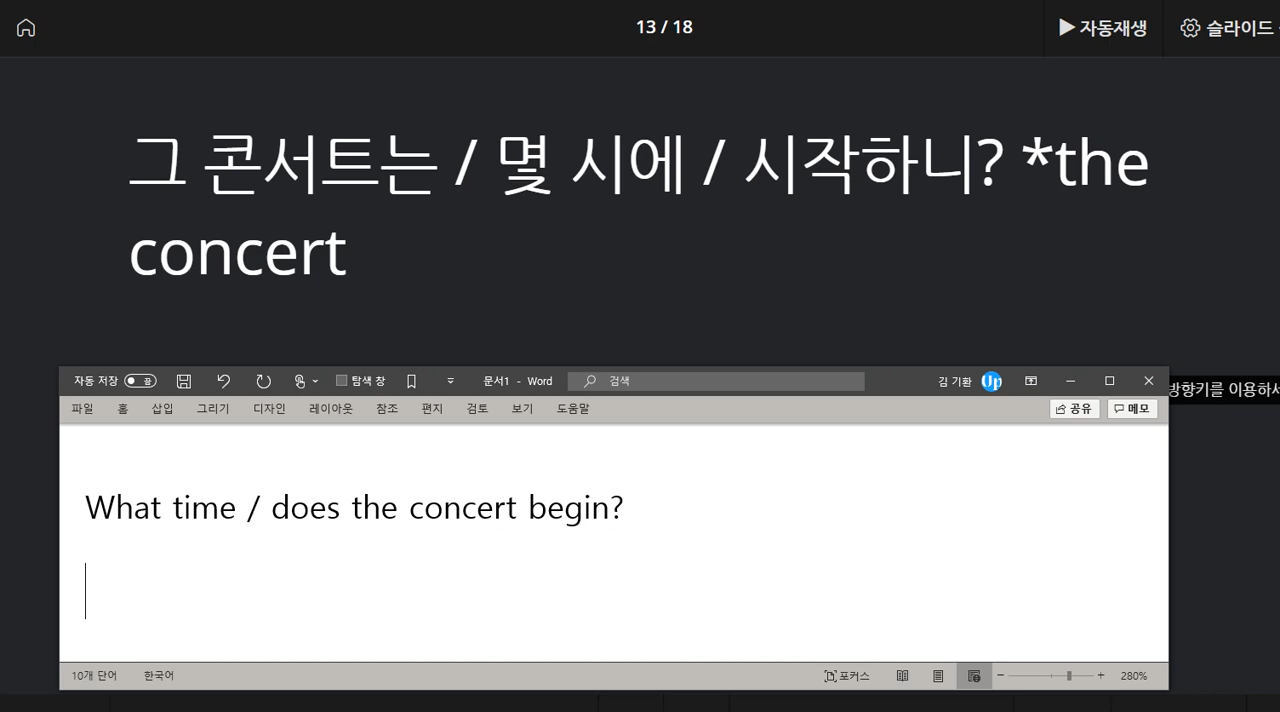 13 / 18
▶ 자동재생
슬라이드
그 콘서트는 / 몇 시에 / 시작하니? *the
concert
자동 저장 끔
탐색 창
문서1 - Word
검색
김 기환
Up
방향키를 이용하
파일 홈 삽입 그리기 디자인 레이아웃 참조 편지 검토 보기 도움말
공유
메모
What time / does the concert begin?
10개 단어 한국어
포커스
280%